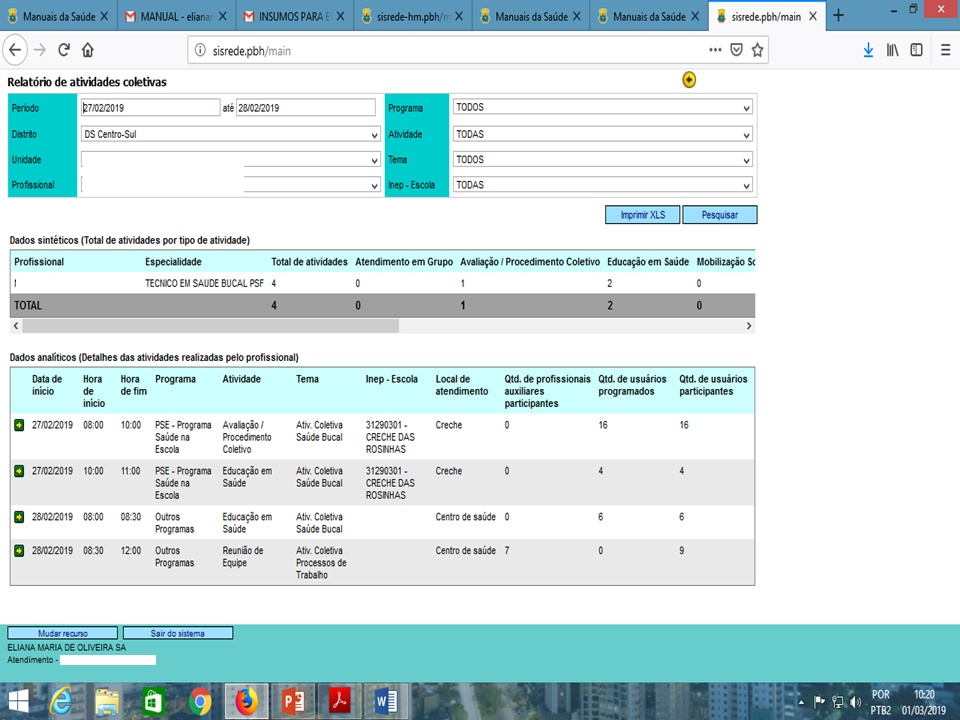 Manuais da Saúde
MANUAL - elianar
INSUMOS PARA E
sisrede-hm.pbh/m
Manuais da Saúde
Manuais da Saúde
sisrede.pbh/main
sisrede.pbh/main
Relatório de atividades coletivas
Período 27/02/2019 até 28/02/2019 Programa TODOS
Distrito DS Centro-Sul Atividade TODAS
Unidade Tema TODOS
Profissional Inep - Escola TODAS
Imprimir XLS Pesquisar
Dados sintéticos (Total de atividades por tipo de atividade)
Profissional Especialidade Total de atividades Atendimento em Grupo Avaliação / Procedimento Coletivo Educação em Saúde Mobilização So
TECNICO EM SAUDE BUCAL PSF 4 0 1 2 0
TOTAL 4 0 1 2 0
Dados analíticos (Detalhes das atividades realizadas pelo profissional)
Data de Hora Hora Programa Atividade Tema Inep - Escola Local de Qtd. de profissionais Qtd. de usuários Qtd. de usuários
início de de fim atendimento auxiliares programados participantes
início participantes
27/02/2019 08:00 10:00 PSE - Programa Avaliação / Ativ. Coletiva 31290301 - Creche 0 16 16
Saúde na Procedimento Saúde Bucal CRECHE DAS
Escola Coletivo ROSINHAS
27/02/2019 10:00 11:00 PSE - Programa Educação em Ativ. Coletiva 31290301 - Creche 0 4 4
Saúde na Saúde Saúde Bucal CRECHE DAS
Escola ROSINHAS
28/02/2019 08:00 08:30 Outros Educação em Ativ. Coletiva Centro de saúde 0 6 6
Programas Saúde Saúde Bucal
28/02/2019 08:30 12:00 Outros Reunião de Ativ. Coletiva Centro de saúde 7 0 9
Programas Equipe Processos de
Trabalho
Mudar recurso Sair do sistema
ELIANA MARIA DE OLIVEIRA SA
Atendimento -
POR 10:20
PTB2 01/03/2019